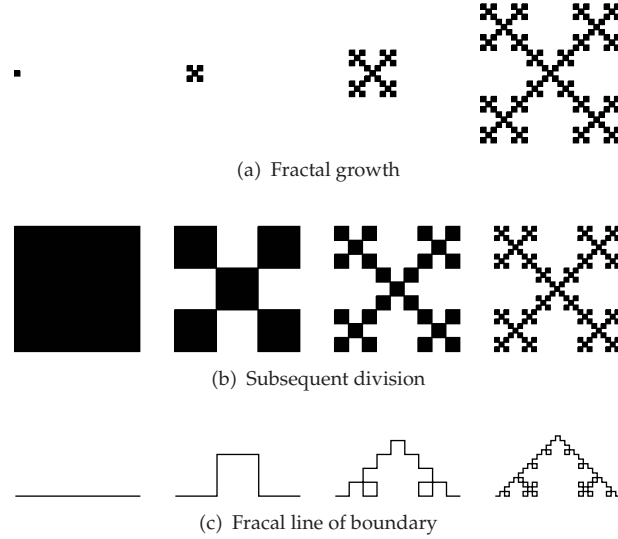 (a) Fractal growth
(b) Subsequent division
(c) Fracal line of boundary